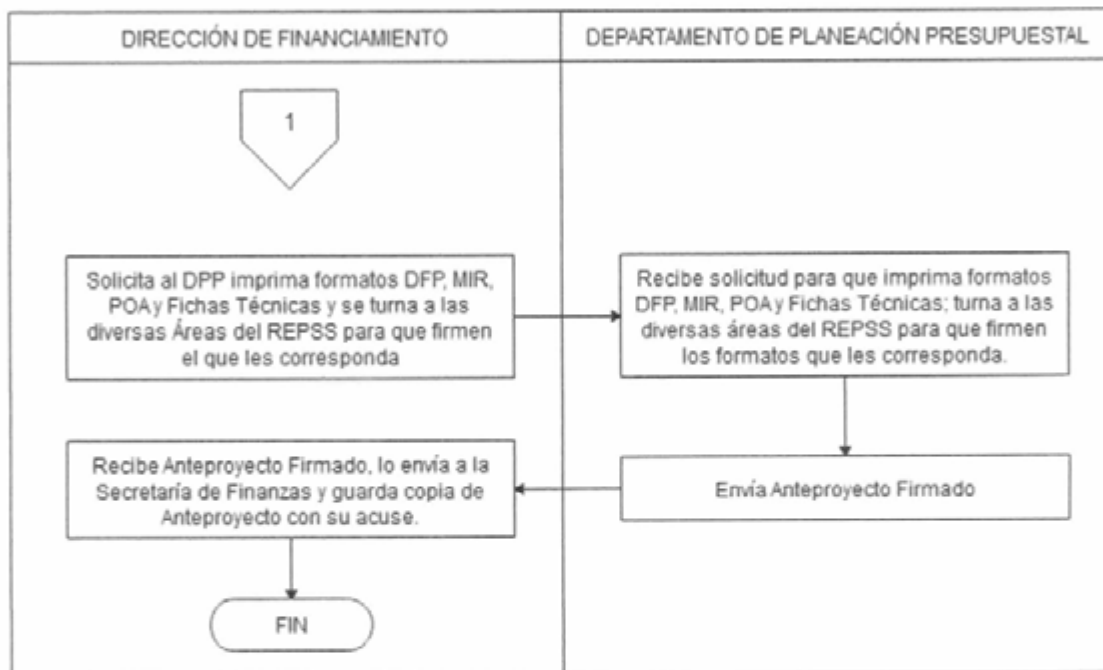 DIRECCIÓN DE FINANCIAMIENTO
DEPARTAMENTO DE PLANEACIÓN PRESUPUESTAL
1
Solicita al DPP imprima formatos DFP, MIR,
POA y Fichas Técnicas y se turna a las
diversas Áreas del REPSS para que firmen
el que les corresponda
Recibe solicitud para que imprima formatos
DFP, MIR, POA y Fichas Técnicas; turna a las
diversas áreas del REPSS para que firmen
los formatos que les corresponda.
Envía Anteproyecto Firmado
Recibe Anteproyecto Firmado, lo envía a la
Secretaría de Finanzas y guarda copia de
Anteproyecto con su acuse.
FIN